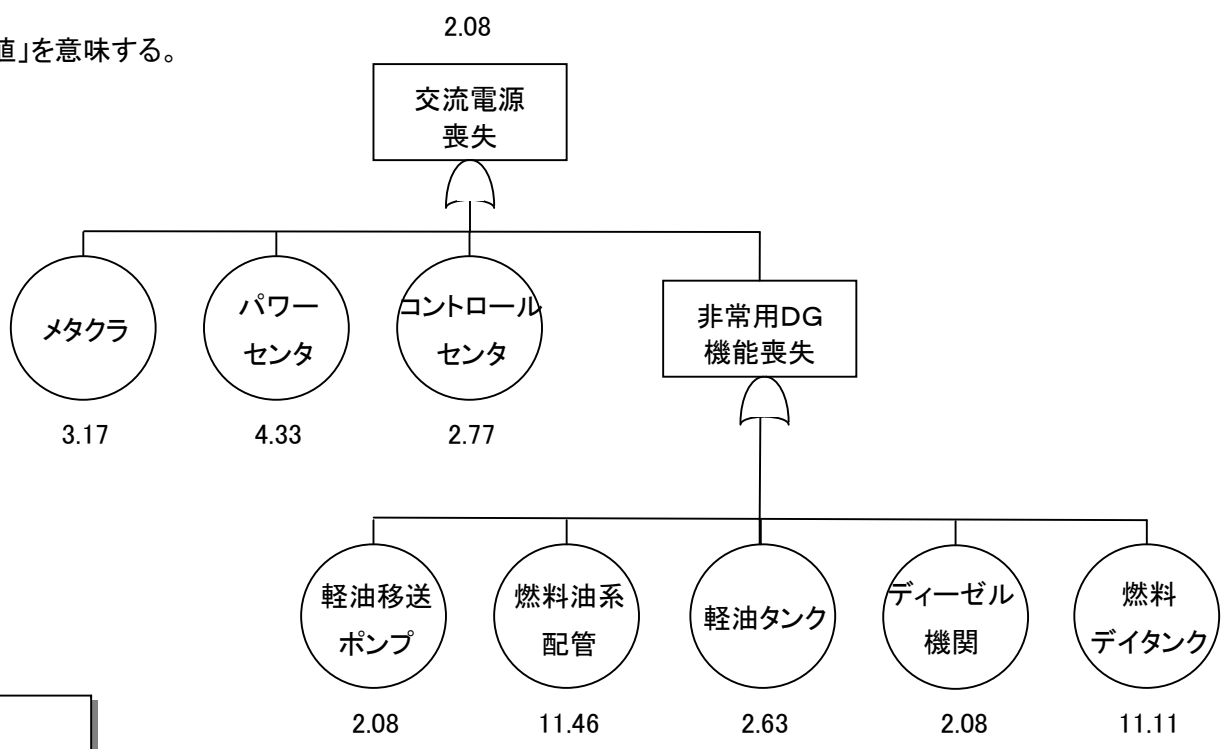 値」を意味する。
2.08
交流電源
喪失
メタクラ
パワー
センタ
コントロール
センタ
非常用ＤＧ
機能喪失
3.17
4.33
2.77
軽油移送
ポンプ
燃料油系
配管
軽油タンク
ディーゼル
機関
燃料
デイタンク
2.08
11.46
2.63
2.08
11.11